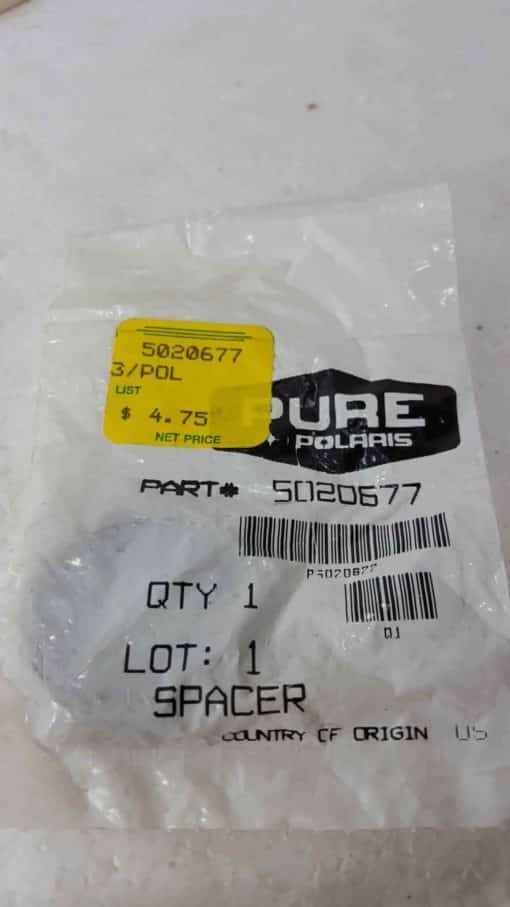 5020677
3/POL
LIST
$ 4.75
NET PRICE
PURE
POLARIS
PART# 5020677
P5020677
QTY 1
Q1
LOT: 1
SPACER
COUNTRY OF ORIGIN US